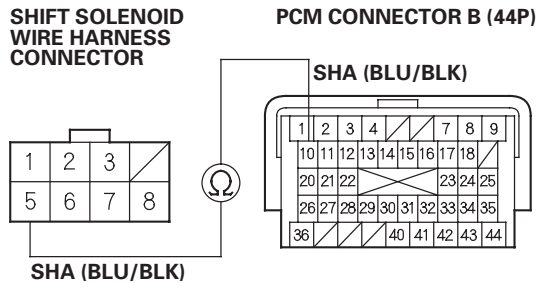 SHIFT SOLENOID
WIRE HARNESS
CONNECTOR
PCM CONNECTOR B (44P)
SHA (BLU/BLK)
1 2 3
5 6 7 8
Ω
1 2 3 4 7 8 9
10 11 12 13 14 15 16 17 18
20 21 22 23 24 25
26 27 28 29 30 31 32 33 34 35
36 40 41 42 43 44
SHA (BLU/BLK)